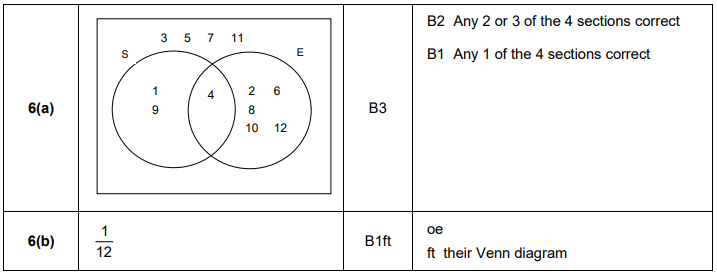 6(a)
3 5 7 11
S
E
1
4
2 6
9
8
10 12
B3
B2 Any 2 or 3 of the 4 sections correct
B1 Any 1 of the 4 sections correct
6(b)
1
12
B1ft
oe
ft their Venn diagram